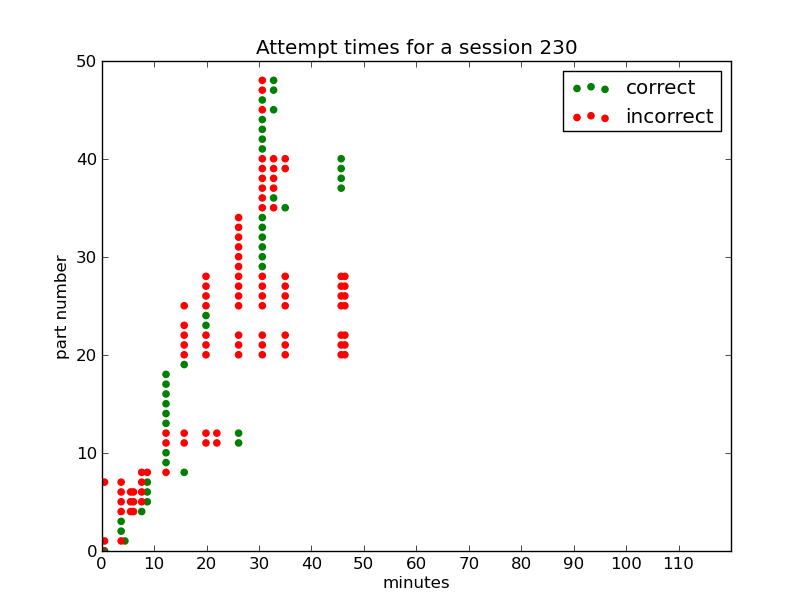 Attempt times for a session 230
correct
incorrect
50
40
30
20
10
0
part number
0 10 20 30 40 50 60 70 80 90 100 110
minutes